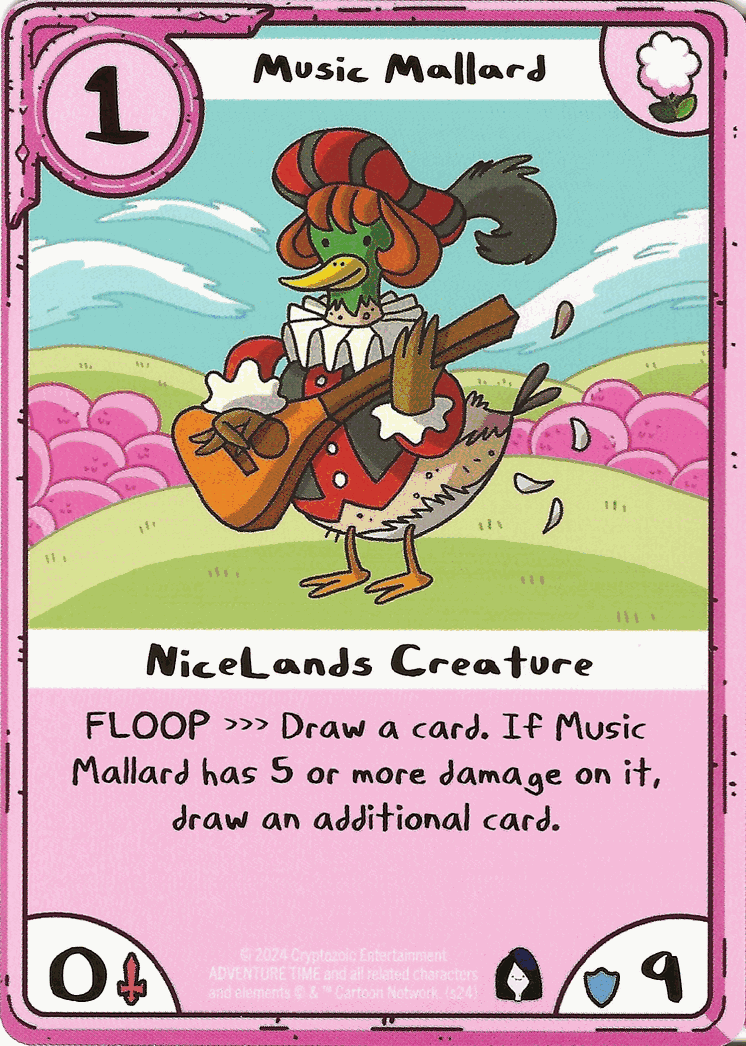 1
Music Mallard
NiceLands Creature
FLOOP >>> Draw a card. If Music
Mallard has 5 or more damage on it,
draw an additional card.
0
© 2024 Cryptozoic Entertainment
ADVENTURE TIME and all related characters
and elements © & ™ Cartoon Network. (s24)
9